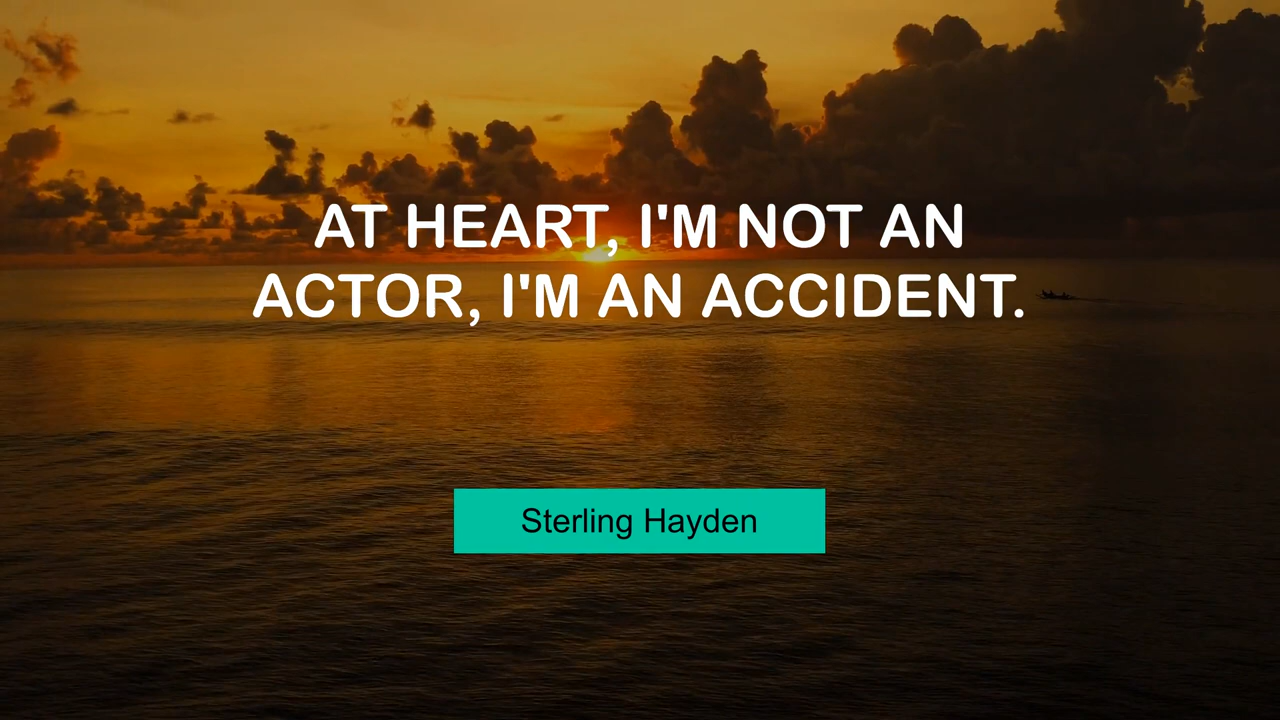 AT HEART, I'M NOT AN
ACTOR, I'M AN ACCIDENT.
Sterling Hayden